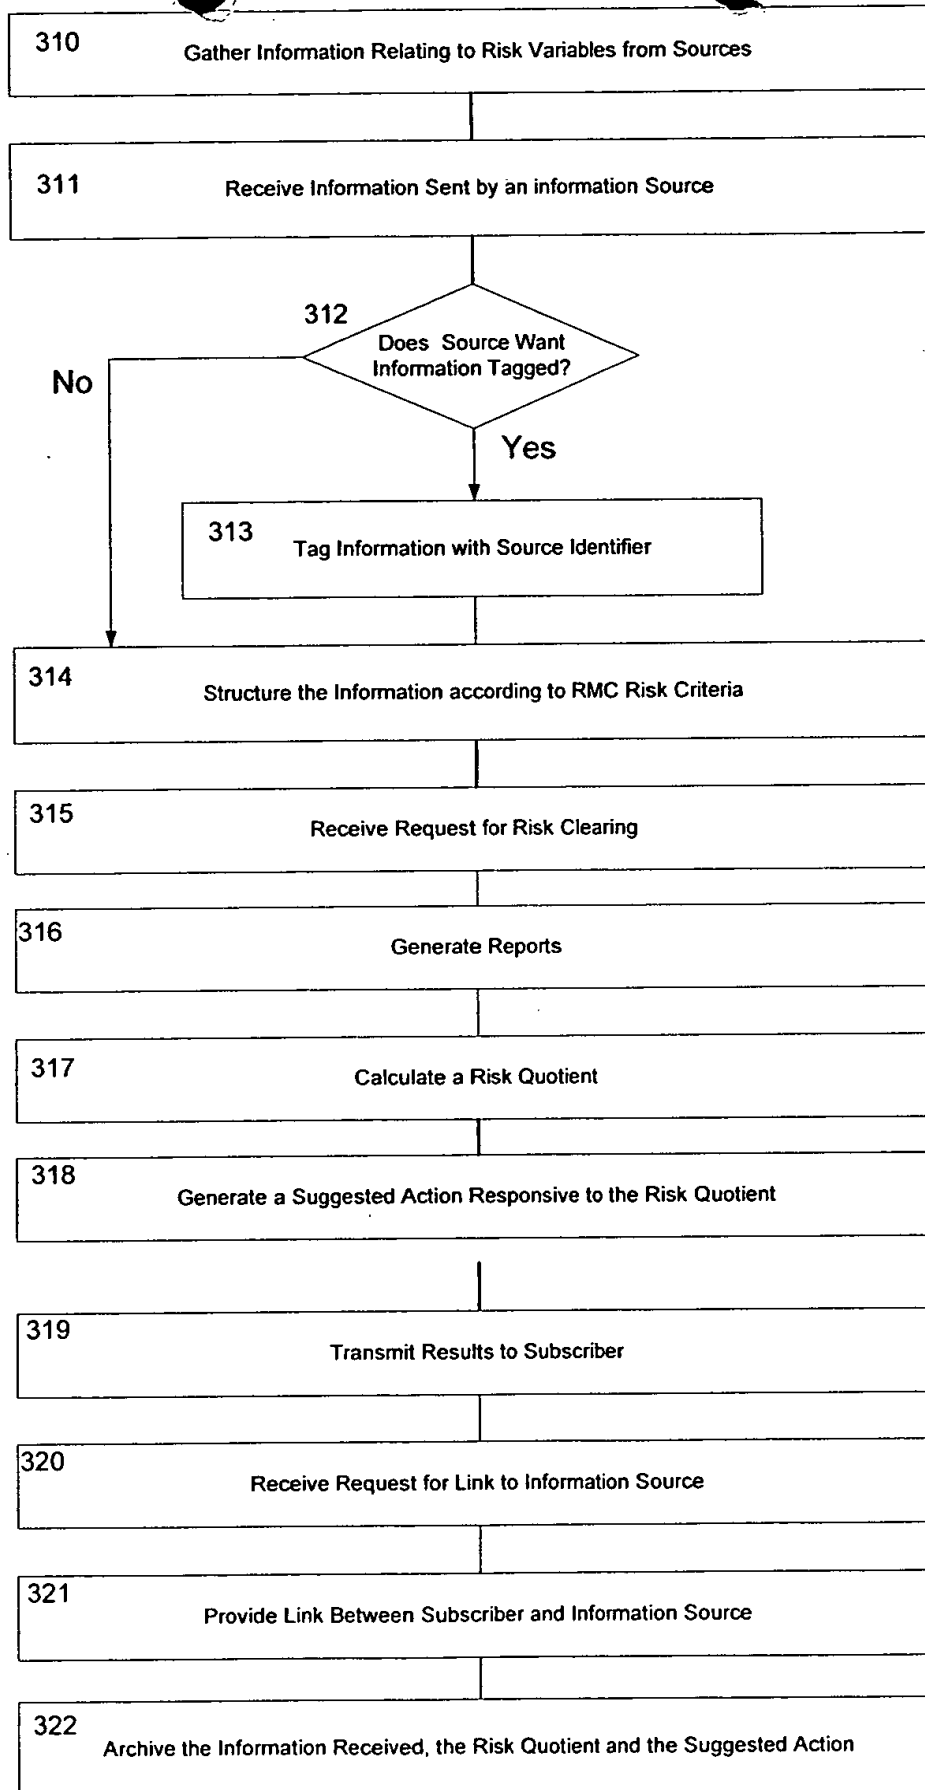 310
Gather Information Relating to Risk Variables from Sources
311
Receive Information Sent by an information Source
312
Does Source Want
Information Tagged?
No
Yes
313
Tag Information with Source Identifier
314
Structure the Information according to RMC Risk Criteria
315
Receive Request for Risk Clearing
316
Generate Reports
317
Calculate a Risk Quotient
318
Generate a Suggested Action Responsive to the Risk Quotient
319
Transmit Results to Subscriber
320
Receive Request for Link to Information Source
321
Provide Link Between Subscriber and Information Source
322
Archive the Information Received, the Risk Quotient and the Suggested Action